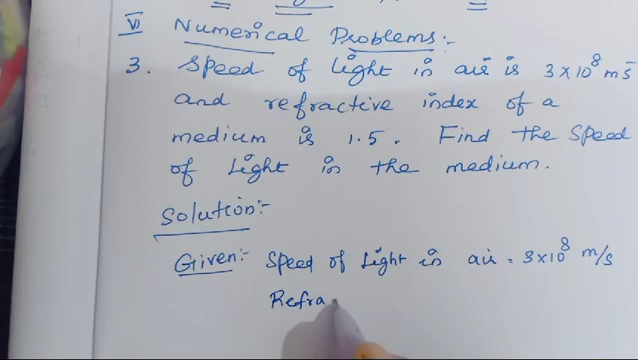 VI Numerical Problems:-
3. Speed of light in air is 3×10⁸ ms⁻
and refractive index of a
medium is 1.5. Find the Speed
of Light in the medium.
Solution:-
Given:- Speed of light in air = 3×10⁸ m/s
Refra